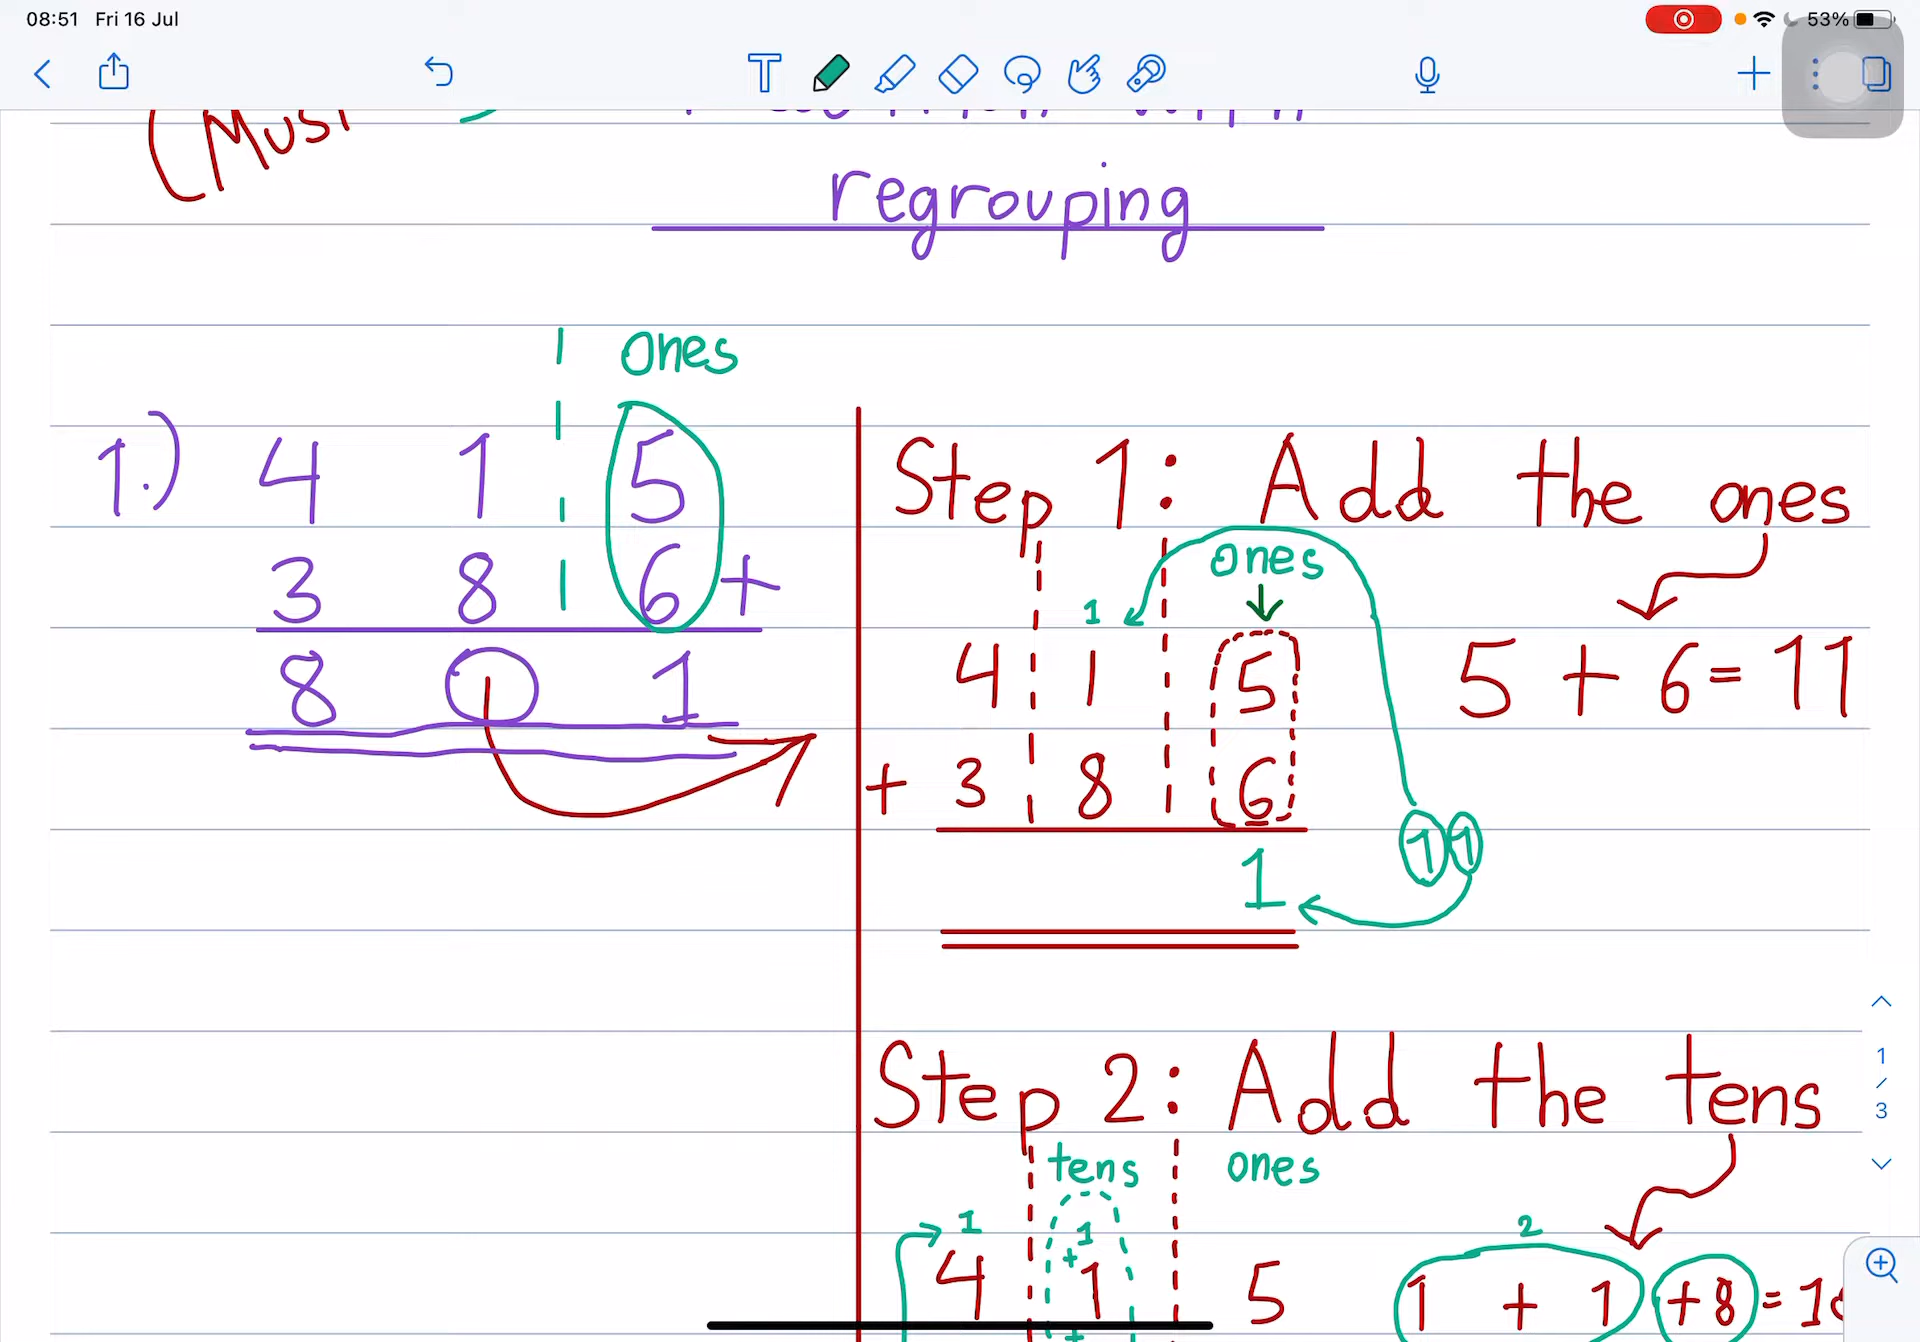 08:51 Fri 16 Jul 53%
(Must
regrouping
ones
1.) 4 1 5
3 8 6 +
8 0 1
Step 1: Add the ones
ones
1
4 1 5 5 + 6 = 11
+ 3 8 6
11
1
Step 2: Add the tens
tens ones
1 1 2
+
4 1 5 1 + 1 + 8 = 1
1
/
3